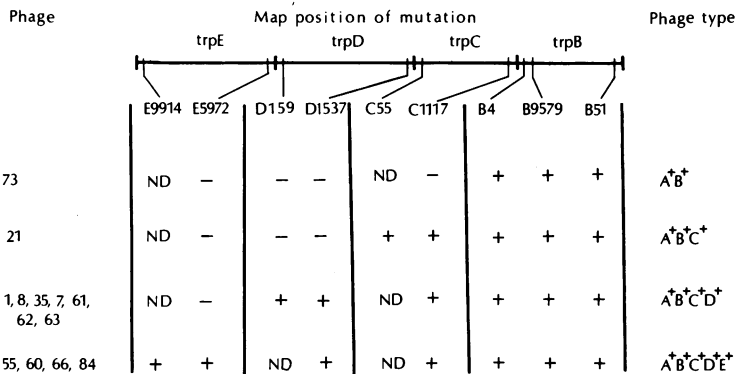 Phage Map position of mutation Phage type
trpE trpD trpC trpB
E9914 E5972 D159 D1537 C55 C1117 B4 B9579 B51
73 ND − − − ND − + + + A⁺B⁺
21 ND − − − + + + + + A⁺B⁺C⁺
1, 8, 35, 7, 61, ND − + + ND + + + + A⁺B⁺C⁺D⁺
62, 63
55, 60, 66, 84 + + ND + ND + + + + A⁺B⁺C⁺D⁺E⁺